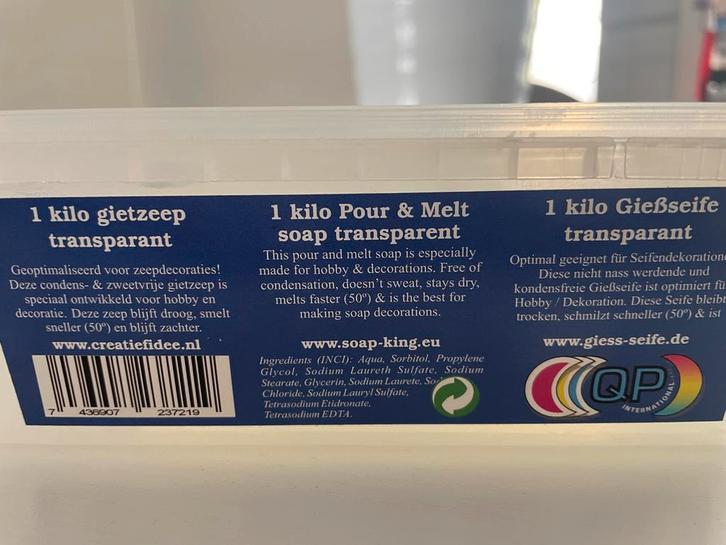 1 kilo gietzeep
transparant
Geoptimaliseerd voor zeepdecoraties!
Deze condens- & zweetvrije gietzeep is
speciaal ontwikkeld voor hobby en
decoratie. Deze zeep blijft droog, smelt
sneller (50º) en blijft zachter.
www.creatiefidee.nl
7 436907 237219
1 kilo Pour & Melt
soap transparent
This pour and melt soap is especially
made for hobby & decorations. Free of
condensation, doesn't sweat, stays dry,
melts faster (50º) & is the best for
making soap decorations.
www.soap-king.eu
Ingredients (INCI): Aqua, Sorbitol, Propylene
Glycol, Sodium Laureth Sulfate, Sodium
Stearate, Glycerin, Sodium Laurete,
Chloride, Sodium Lauryl Sulfate,
Tetrasodium Etidronate,
Tetrasodium EDTA.
1 kilo Gießseife
transparant
Optimal geeignet für Seifendekoration
Diese nicht nass werdende und
kondensfreie Gießseife ist optimiert fü
Hobby / Dekoration. Diese Seife bleibt
trocken, schmilzt schneller (50º) & ist
www.giess-seife.de
QP
INTERNATIONAL